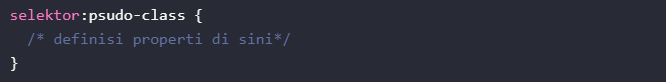 selektor:psudo-class {
  /* definisi properti di sini*/
}